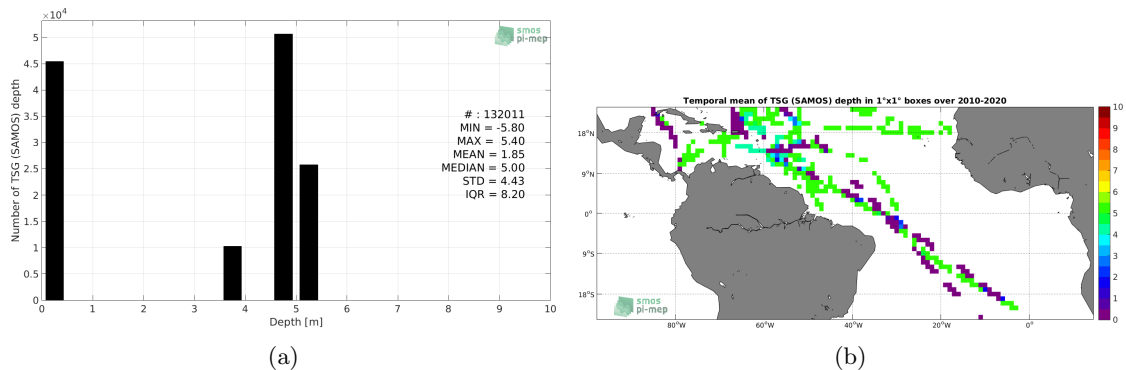 ×10⁴
5
4.5
4
3.5
3
2.5
2
1.5
1
0.5
0
Number of TSG (SAMOS) depth
smos
pi-mep
# : 132011
MIN = -5.80
MAX = 5.40
MEAN = 1.85
MEDIAN = 5.00
STD = 4.43
IQR = 8.20
0 1 2 3 4 5 6 7 8 9 10
Depth [m]
(a)
Temporal mean of TSG (SAMOS) depth in 1°x1° boxes over 2010-2020
18°N
9°N
0°
9°S
18°S
80°W 60°W 40°W 20°W 0°
smos
pi-mep
10
9
8
7
6
5
4
3
2
1
0
(b)